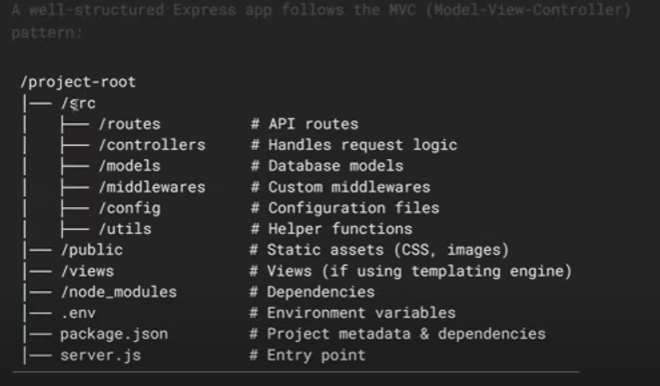 A well-structured Express app follows the MVC (Model-View-Controller)
pattern:
/project-root
|── /src
|   ├── /routes          # API routes
|   ├── /controllers     # Handles request logic
|   ├── /models          # Database models
|   ├── /middlewares     # Custom middlewares
|   ├── /config          # Configuration files
|   ├── /utils           # Helper functions
|── /public              # Static assets (CSS, images)
|── /views               # Views (if using templating engine)
|── /node_modules        # Dependencies
|── .env                 # Environment variables
|── package.json         # Project metadata & dependencies
|── server.js            # Entry point